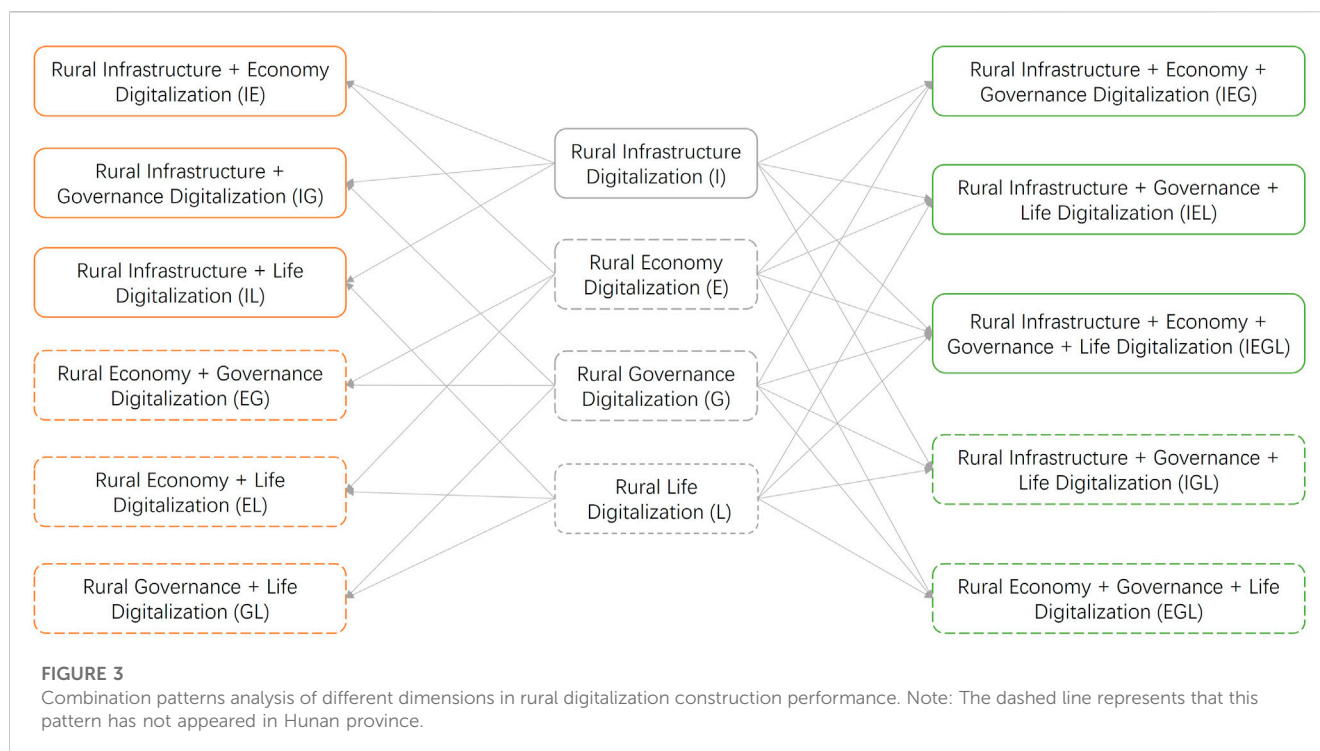 Rural Infrastructure + Economy
Digitalization (IE)
Rural Infrastructure +
Governance Digitalization (IG)
Rural Infrastructure + Life
Digitalization (IL)
Rural Economy + Governance
Digitalization (EG)
Rural Economy + Life
Digitalization (EL)
Rural Governance + Life
Digitalization (GL)
Rural Infrastructure
Digitalization (I)
Rural Economy
Digitalization (E)
Rural Governance
Digitalization (G)
Rural Life
Digitalization (L)
Rural Infrastructure + Economy +
Governance Digitalization (IEG)
Rural Infrastructure + Governance +
Life Digitalization (IEL)
Rural Infrastructure + Economy +
Governance + Life Digitalization (IEGL)
Rural Infrastructure + Governance +
Life Digitalization (IGL)
Rural Economy + Governance + Life
Digitalization (EGL)
FIGURE 3
Combination patterns analysis of different dimensions in rural digitalization construction performance. Note: The dashed line represents that this
pattern has not appeared in Hunan province.